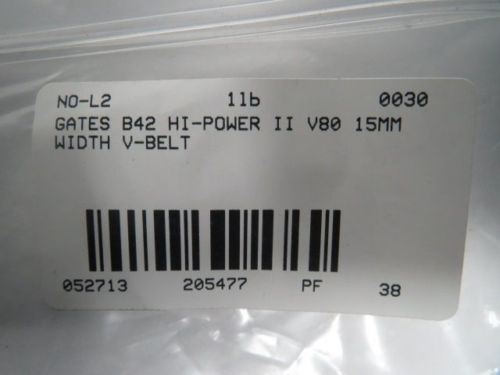 NO-L2 1lb 0030
GATES B42 HI-POWER II V80 15MM
WIDTH V-BELT
052713 205477 PF 38